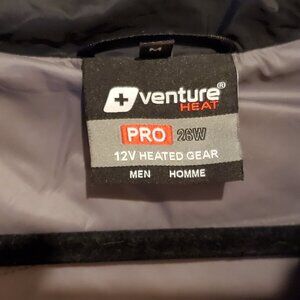 M
venture®
HEAT
PRO 26W
12V HEATED GEAR
MEN HOMME